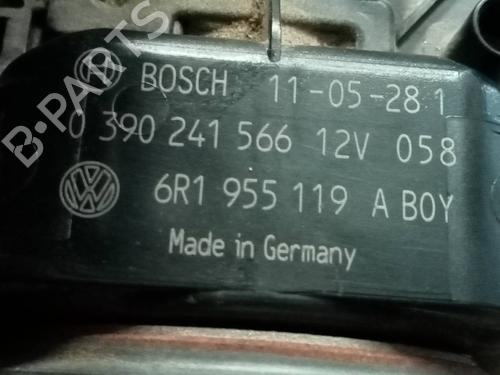 B-PARTS
BOSCH 11-05-28 1
0 390 241 566 12V 058
6R1 955 119 A BOY
Made in Germany